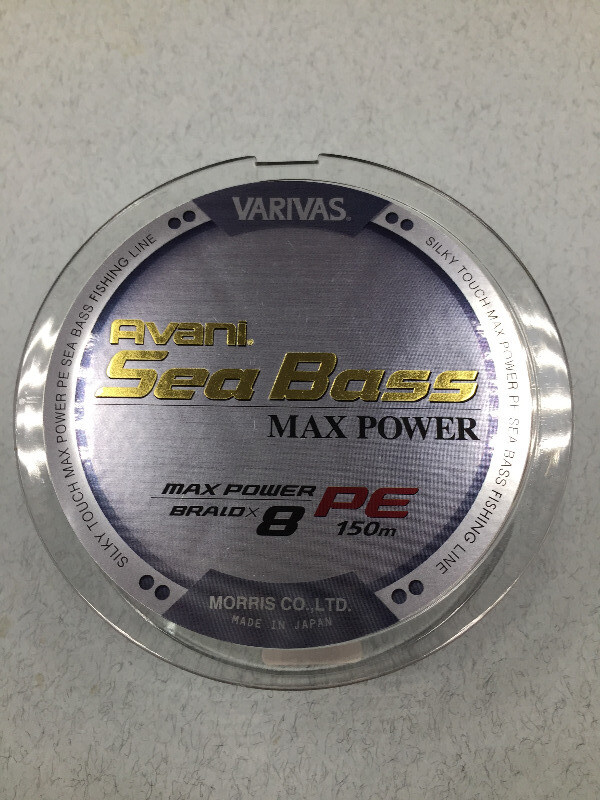 VARIVAS®
SILKY TOUCH MAX POWER PE SEA BASS FISHING LINE
SILKY TOUCH MAX POWER PE SEA BASS FISHING LINE
Avani®
Sea Bass
MAX POWER
MAX POWER PE
BRAID×8 150m
MORRIS CO.,LTD.
MADE IN JAPAN